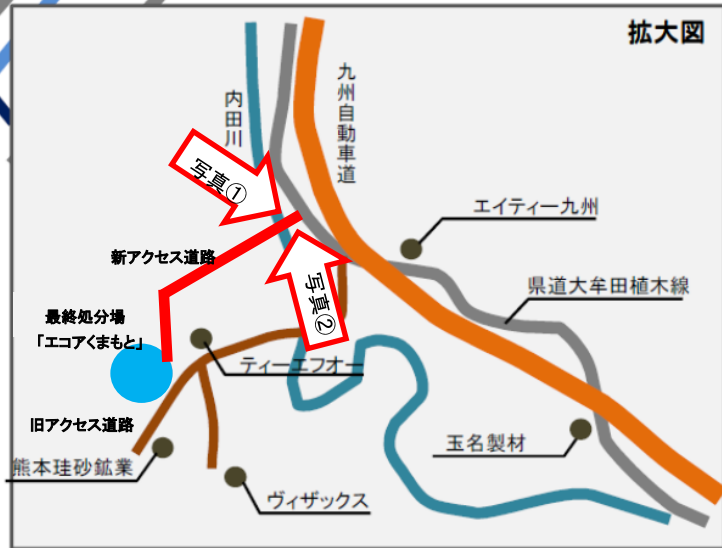 拡大図
内田川
九州自動車道
写真①
エイティー九州
新アクセス道路
県道大牟田植木線
写真②
最終処分場
「エコアくまもと」
ティーエフオー
旧アクセス道路
玉名製材
熊本珪砂鉱業
ヴィザックス